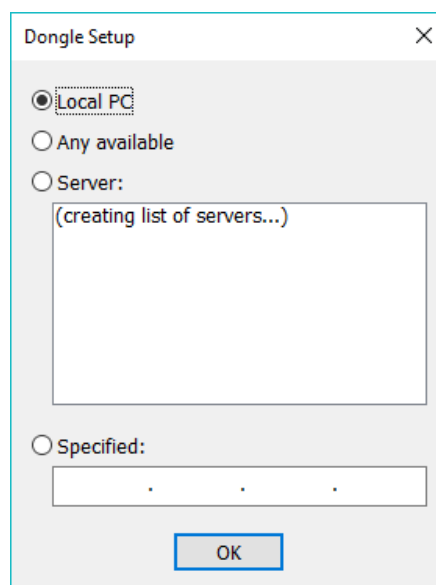 Dongle Setup
Local PC
Any available
Server:
(creating list of servers...)
Specified:
. . .
OK